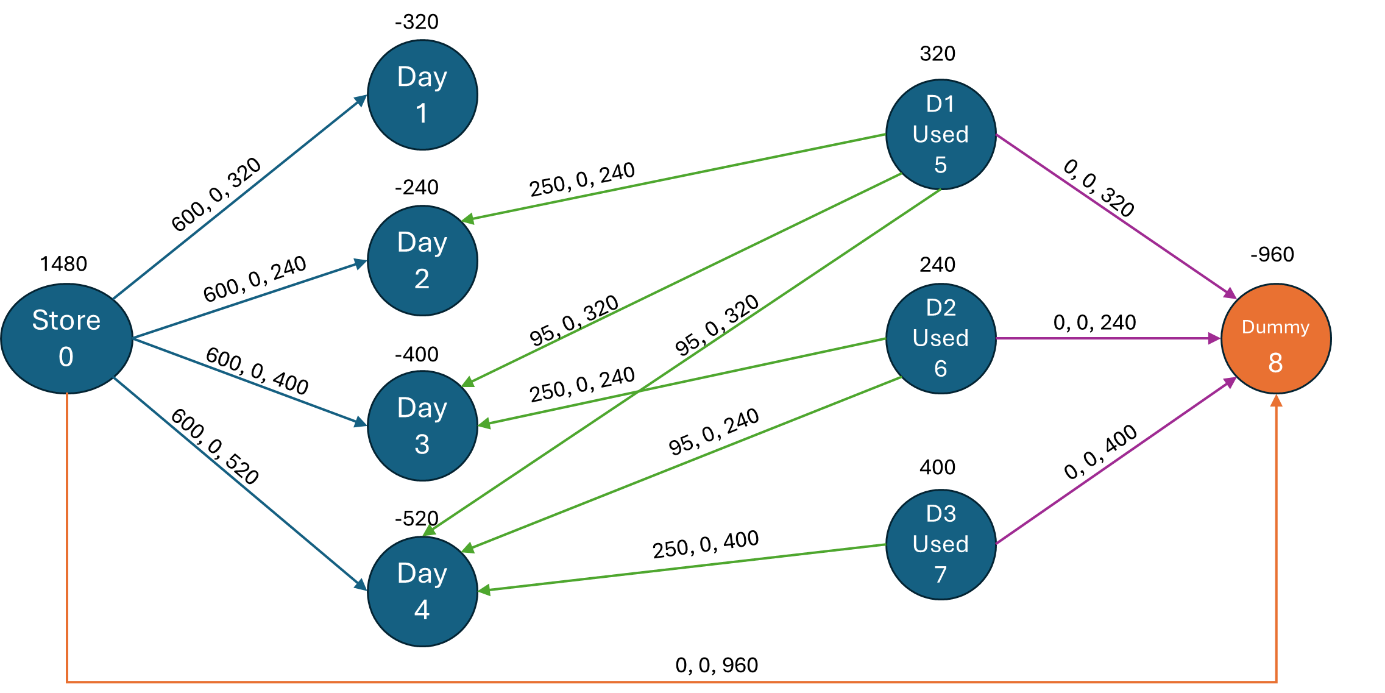 -320
Day
1
320
D1
Used
5
600, 0, 320
250, 0, 240
0, 0, 320
-240
Day
2
1480
Store
0
600, 0, 240
240
D2
Used
6
-960
Dummy
8
95, 0, 320
95, 0, 320
0, 0, 240
-400
Day
3
600, 0, 400
250, 0, 240
600, 0, 520
95, 0, 240
400
D3
Used
7
0, 0, 400
-520
Day
4
250, 0, 400
0, 0, 960